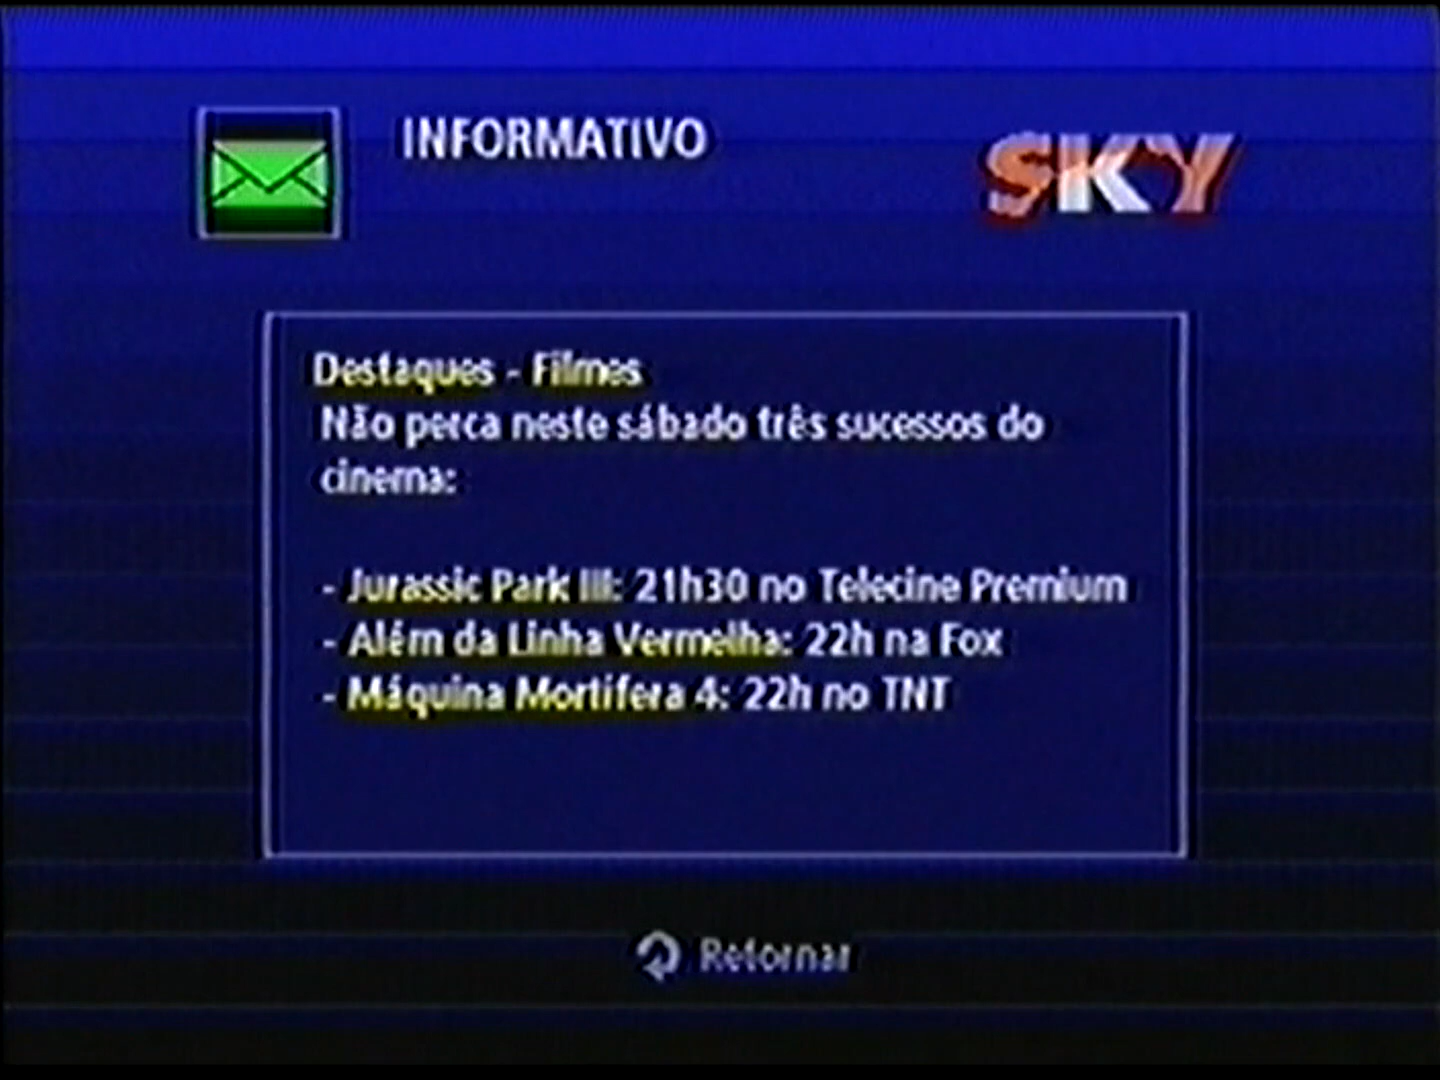 INFORMATIVO
SKY
Destaques - Filmes
Não perca neste sábado três sucessos do
cinema:
- Jurassic Park III: 21h30 no Telecine Premium
- Além da Linha Vermelha: 22h na Fox
- Máquina Mortífera 4: 22h no TNT
Retornar